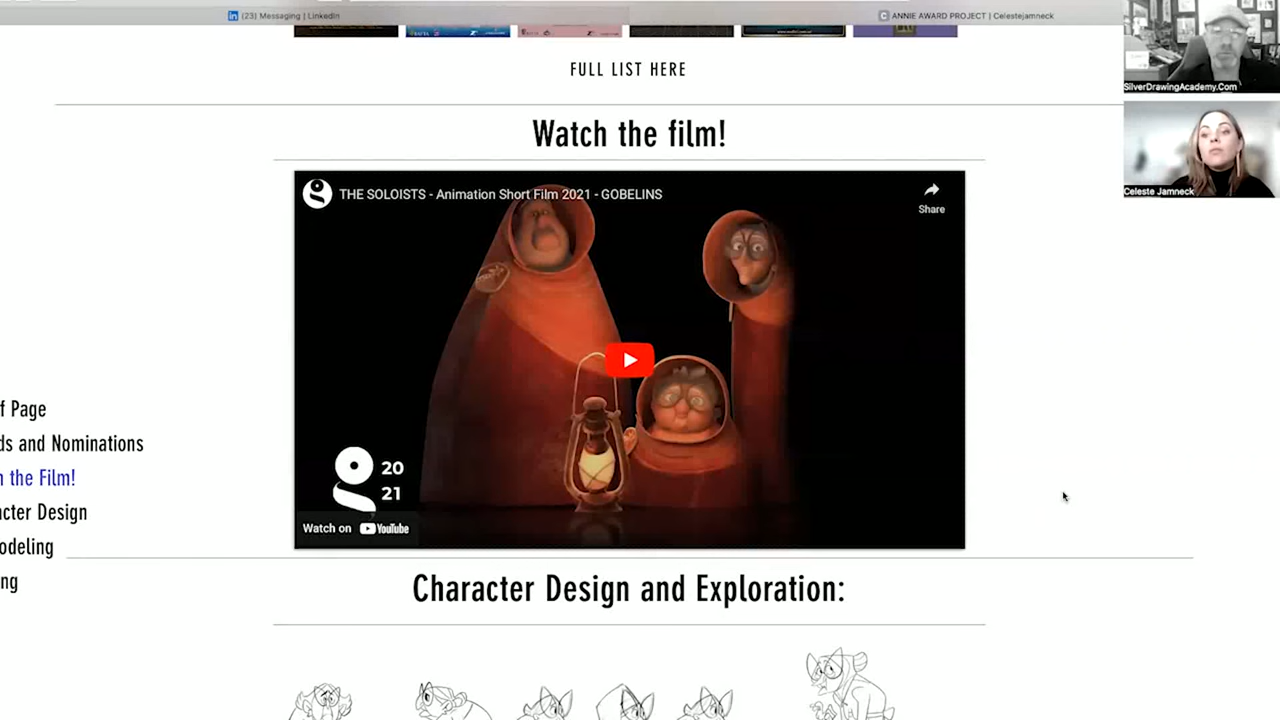 (23) Messaging | LinkedIn
ANNIE AWARD PROJECT | Celestejamneck
SilverDrawingAcademy.Com
Celeste Jamneck
FULL LIST HERE
Watch the film!
THE SOLOISTS - Animation Short Film 2021 - GOBELINS
Share
20
21
Watch on YouTube
f Page
ds and Nominations
n the Film!
acter Design
odeling
ng
Character Design and Exploration: